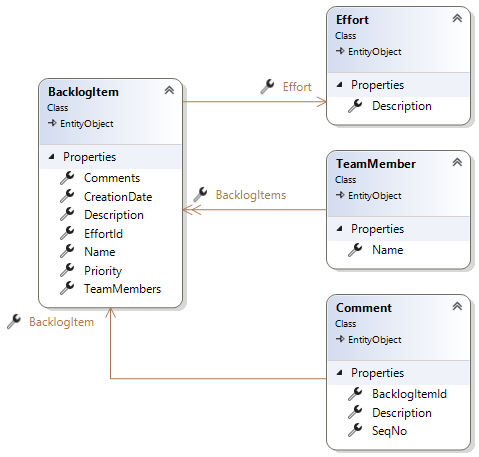 Effort
Class
EntityObject
Properties
Description
Effort
BacklogItem
Class
EntityObject
Properties
Comments
CreationDate
Description
EffortId
Name
Priority
TeamMembers
TeamMember
Class
EntityObject
Properties
Name
BacklogItems
BacklogItem
Comment
Class
EntityObject
Properties
BacklogItemId
Description
SeqNo